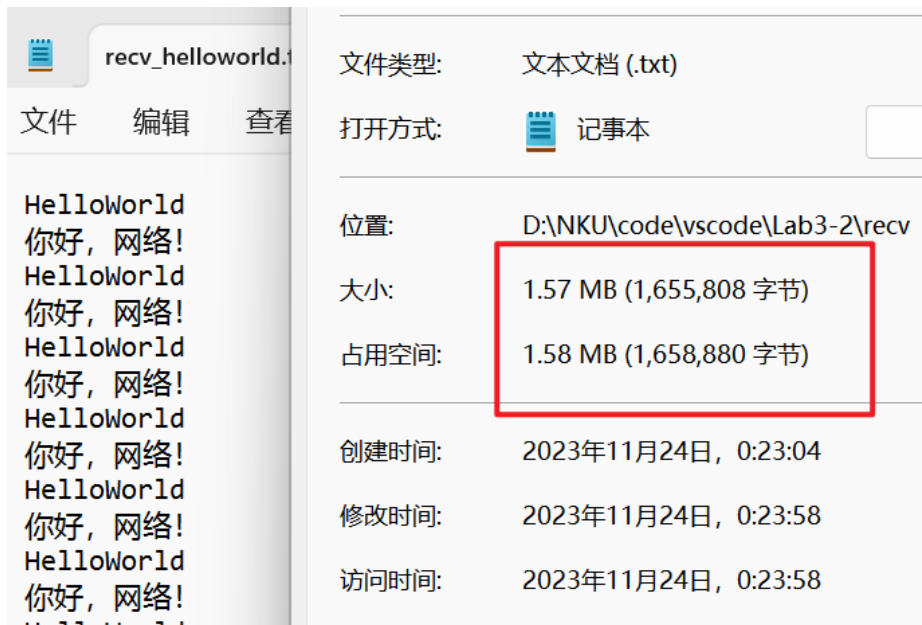 recv_helloworld.t
文件 编辑 查看
HelloWorld
你好，网络！
HelloWorld
你好，网络！
HelloWorld
你好，网络！
HelloWorld
你好，网络！
HelloWorld
你好，网络！
HelloWorld
你好，网络！
文件类型: 文本文档 (.txt)
打开方式: 记事本
位置: D:\NKU\code\vscode\Lab3-2\recv
大小: 1.57 MB (1,655,808 字节)
占用空间: 1.58 MB (1,658,880 字节)
创建时间: 2023年11月24日，0:23:04
修改时间: 2023年11月24日，0:23:58
访问时间: 2023年11月24日，0:23:58